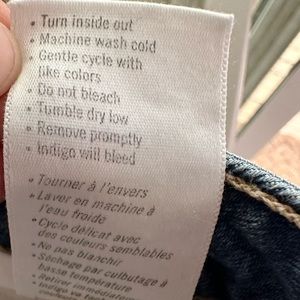 • Turn inside out
• Machine wash cold
• Gentle cycle with
like colors
• Do not bleach
• Tumble dry low
• Remove promptly
• Indigo will bleed
• Tourner à l'envers
• Laver en machine à
l'eau froide
• Cycle délicat avec
des couleurs semblables
• Ne pas blanchir
• Séchage par culbutage à
basse température
• Retirer immédiatement